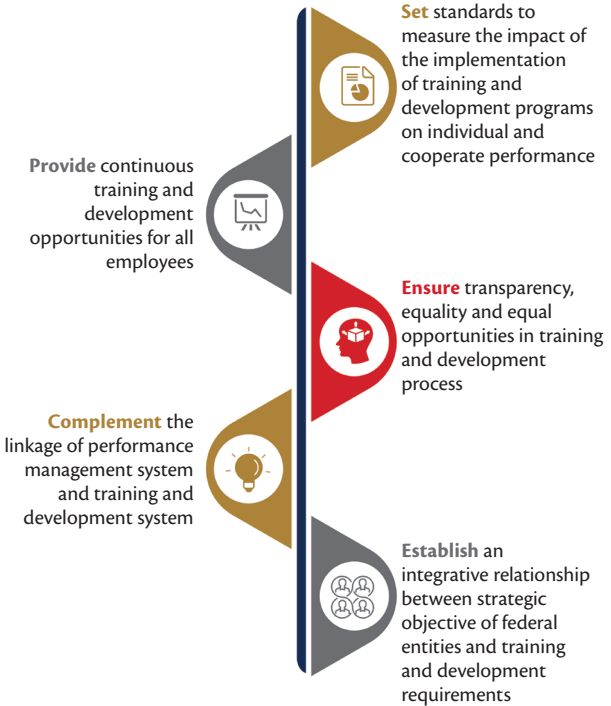 Set standards to
measure the impact of
the implementation
of training and
development programs
on individual and
cooperate performance
Provide continuous
training and
development
opportunities for all
employees
Ensure transparency,
equality and equal
opportunities in training
and development
process
Complement the
linkage of performance
management system
and training and
development system
Establish an
integrative relationship
between strategic
objective of federal
entities and training
and development
requirements